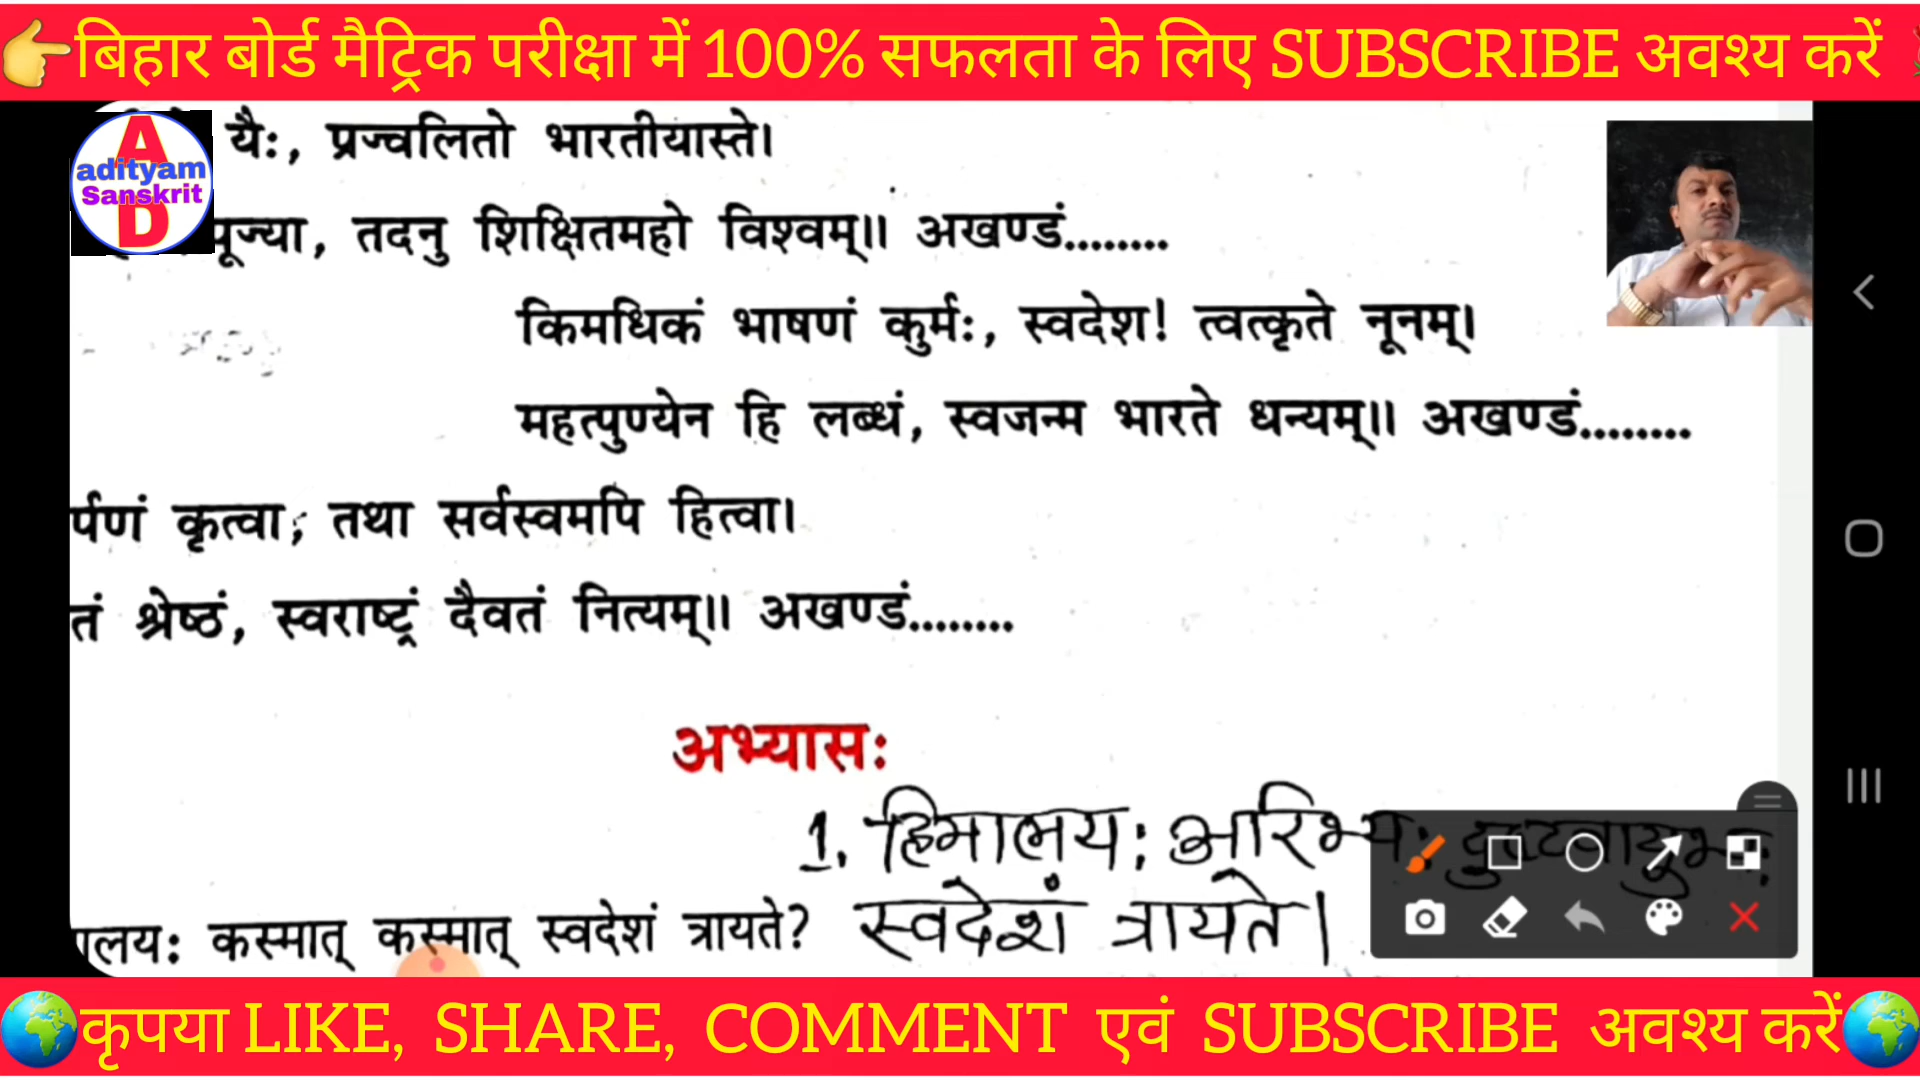 बिहार बोर्ड मैट्रिक परीक्षा में 100% सफलता के लिए SUBSCRIBE अवश्य करें
A
adityam
Sanskrit
D
यैः, प्रज्वलितो भारतीयास्ते।
पूज्या, तदनु शिक्षितमहो विश्वम्॥ अखण्डं........
किमधिकं भाषणं कुर्मः, स्वदेश! त्वत्कृते नूनम्।
महत्पुण्येन हि लब्धं, स्वजन्म भारते धन्यम्॥ अखण्डं........
र्पणं कृत्वा, तथा सर्वस्वमपि हित्वा।
तं श्रेष्ठं, स्वराष्ट्रं दैवतं नित्यम्॥ अखण्डं........
अभ्यासः
1. हिमालयः अरिभ्यः
ालयः कस्मात् कस्मात् स्वदेशं त्रायते? स्वदेशं त्रायते।
कृपया LIKE, SHARE, COMMENT एवं SUBSCRIBE अवश्य करें